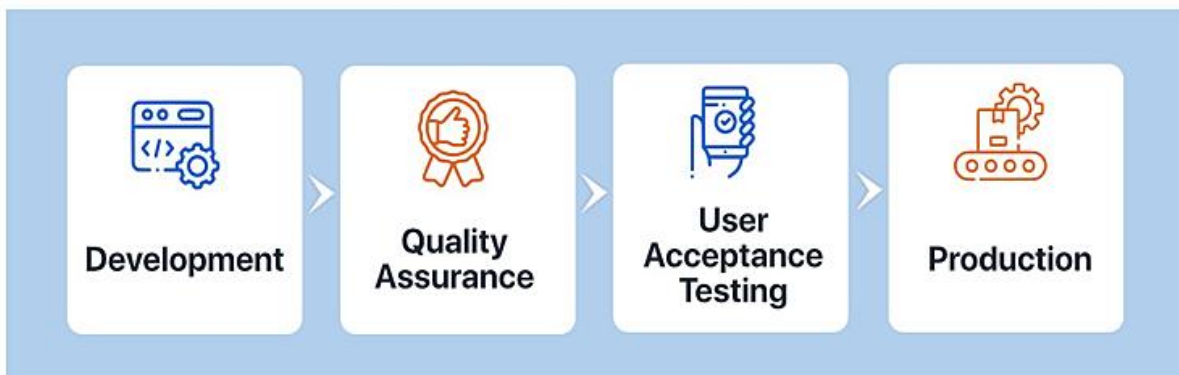 Development
Quality
Assurance
User
Acceptance
Testing
Production